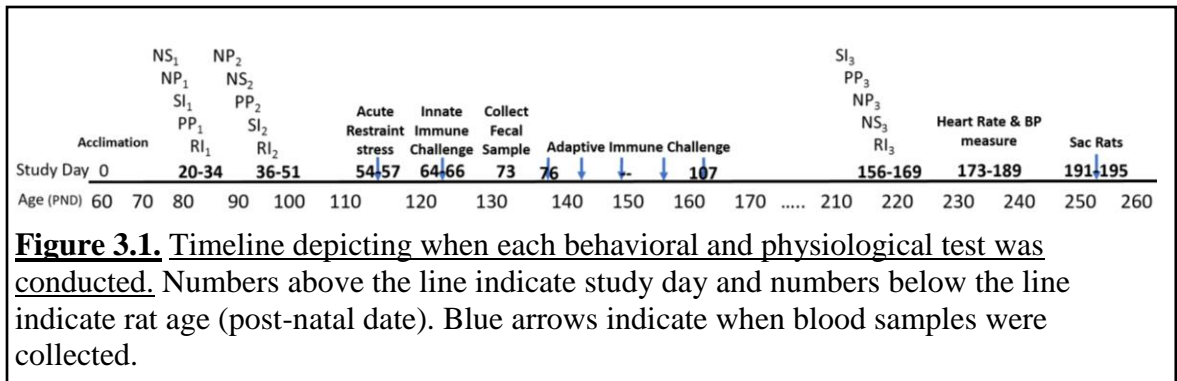 NS₁ NP₂ SI₃
NP₁ NS₂ PP₃
SI₁ PP₂ NP₃
PP₁ SI₂ NS₃
RI₁ RI₂ RI₃
Acclimation
Acute Restraint stress
Innate Immune Challenge
Collect Fecal Sample
Adaptive Immune Challenge
Heart Rate & BP measure
Sac Rats
Study Day 0 20-34 36-51 54-57 64-66 73 76 -- 107 156-169 173-189 191-195
Age (PND) 60 70 80 90 100 110 120 130 140 150 160 170 ..... 210 220 230 240 250 260
Figure 3.1. Timeline depicting when each behavioral and physiological test was
conducted. Numbers above the line indicate study day and numbers below the line
indicate rat age (post-natal date). Blue arrows indicate when blood samples were
collected.